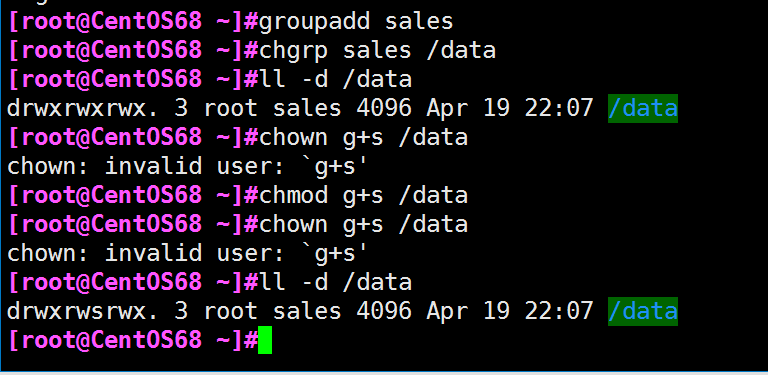 [root@CentOS68 ~]#groupadd sales
[root@CentOS68 ~]#chgrp sales /data
[root@CentOS68 ~]#ll -d /data
drwxrwxrwx. 3 root sales 4096 Apr 19 22:07 /data
[root@CentOS68 ~]#chown g+s /data
chown: invalid user: `g+s'
[root@CentOS68 ~]#chmod g+s /data
[root@CentOS68 ~]#chown g+s /data
chown: invalid user: `g+s'
[root@CentOS68 ~]#ll -d /data
drwxrwsrwx. 3 root sales 4096 Apr 19 22:07 /data
[root@CentOS68 ~]#